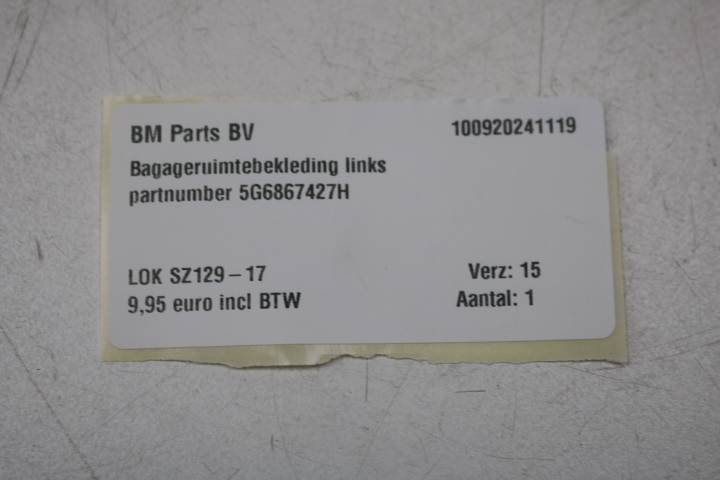 BM Parts BV
100920241119
Bagageruimtebekleding links
partnumber 5G6867427H
LOK SZ129-17
Verz: 15
9,95 euro incl BTW
Aantal: 1